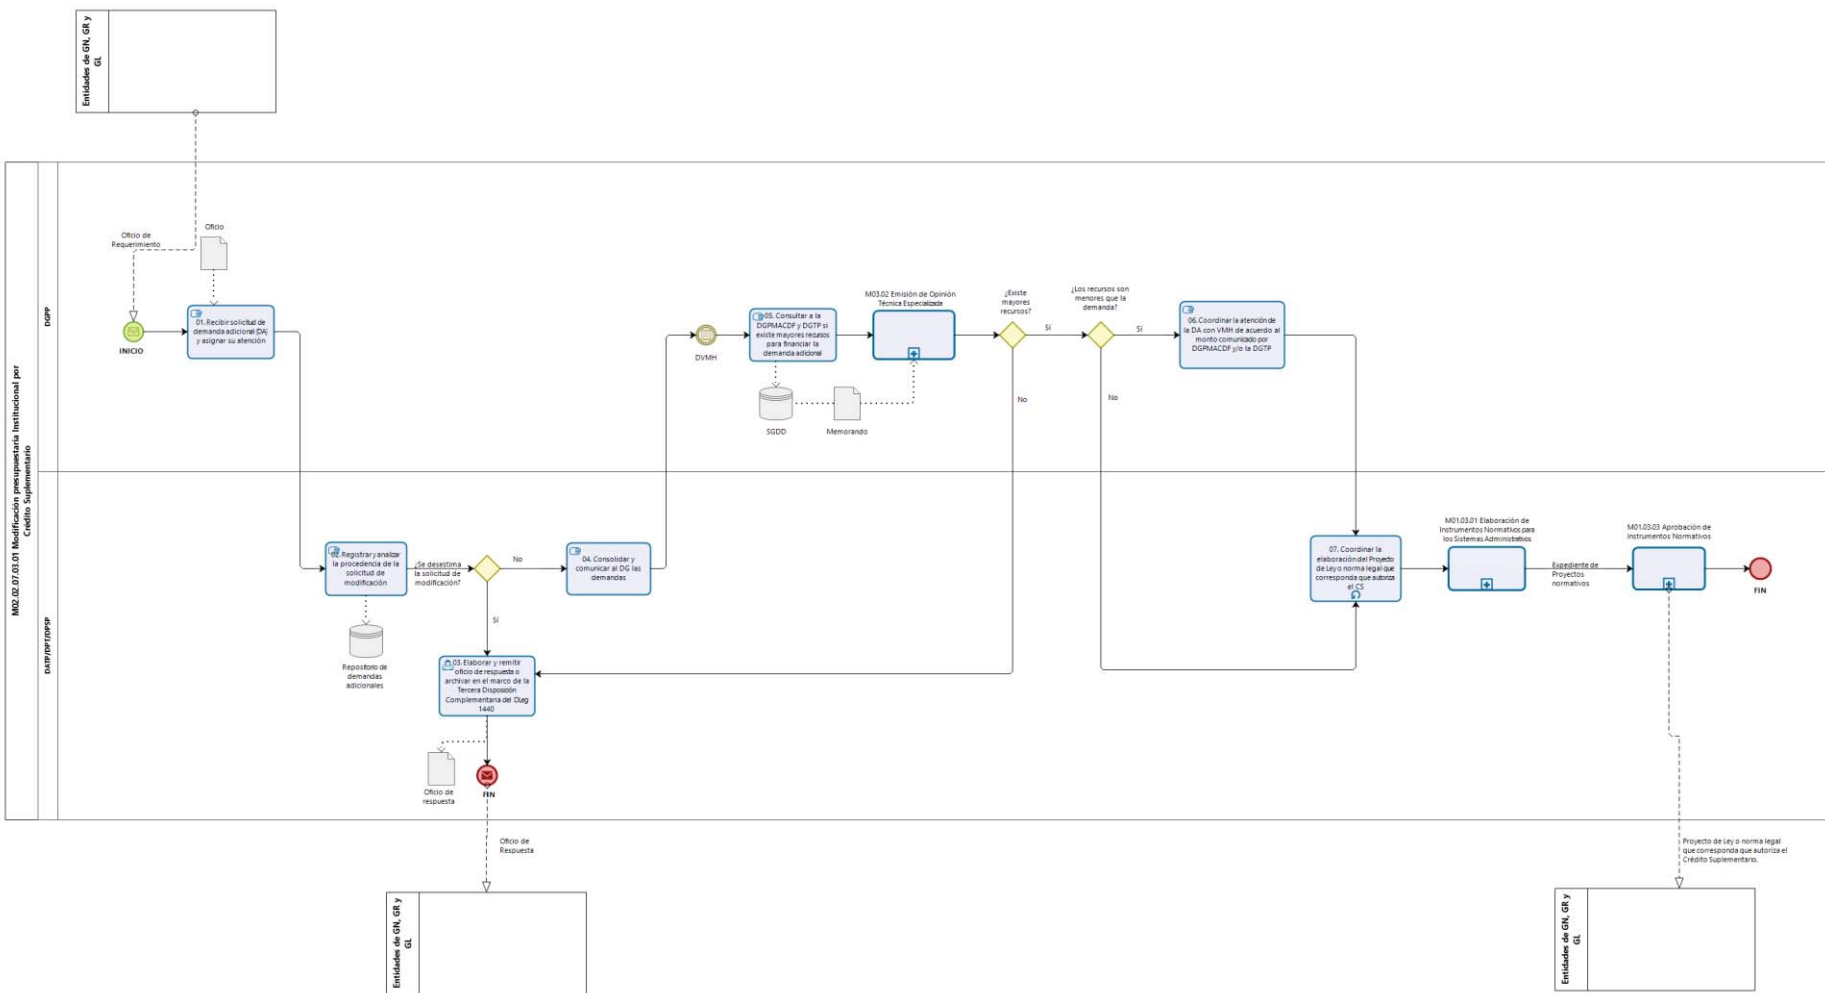 Entidades de GN, GR y
GL
M02.02.07.03.01 Modificación presupuestaria Institucional por
Crédito Suplementario
DGPP
Oficio de
Requerimiento
Oficio
INICIO
01. Recibir solicitud de
demanda adicional (DA)
y asignar su atención
DVMH
05. Consultar a la
DGPMACDF y DGTP si
existe mayores recursos
para financiar la
demanda adicional
SGDD
Memorando
M03.02 Emisión de Opinión
Técnica Especializada
¿Existe
mayores
recursos?
Sí
No
¿Los recursos son
menores que la
demanda?
Sí
No
06. Coordinar la atención de
la DA con VMH de acuerdo al
monto comunicado por
DGPMACDF y/o la DGTP
DATP/DPT/DPSP
02. Registrar y analizar
la procedencia de la
solicitud de
modificación
Repositorio de
demandas
adicionales
¿Se desestima
la solicitud de
modificación?
No
Sí
04. Consolidar y
comunicar al DG las
demandas
03. Elaborar y remitir
oficio de respuesta o
archivar en el marco de la
Tercera Disposición
Complementaria del DLeg
1440
Oficio de
respuesta
FIN
07. Coordinar la
elaboración del Proyecto
de Ley o norma legal que
corresponda que autoriza
el CS
M01.03.01 Elaboración de
Instrumentos Normativos para
los Sistemas Administrativos
Expediente de
Proyectos
normativos
M01.03.03 Aprobación de
Instrumentos Normativos
FIN
Oficio de
Respuesta
Entidades de GN, GR y
GL
Proyecto de Ley o norma legal
que corresponda que autoriza el
Crédito Suplementario.
Entidades de GN, GR y
GL